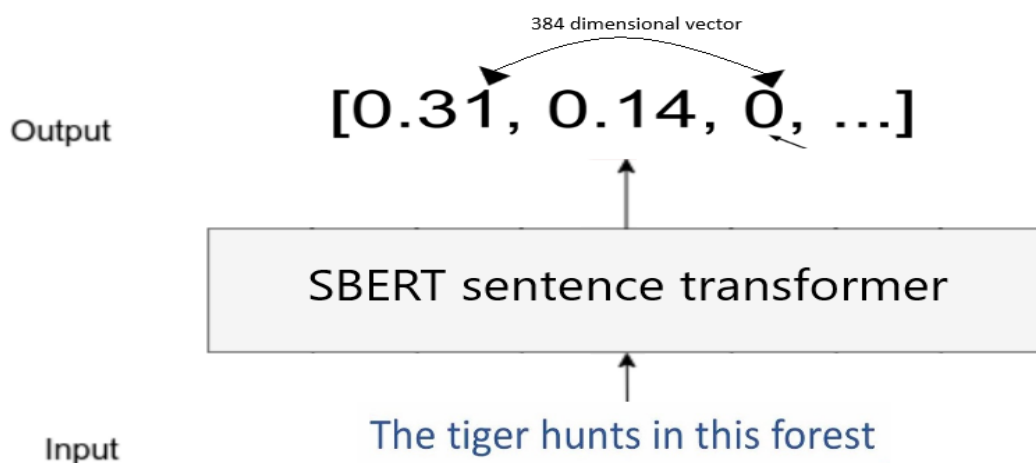 384 dimensional vector
Output
[0.31, 0.14, 0, ...]
SBERT sentence transformer
Input
The tiger hunts in this forest